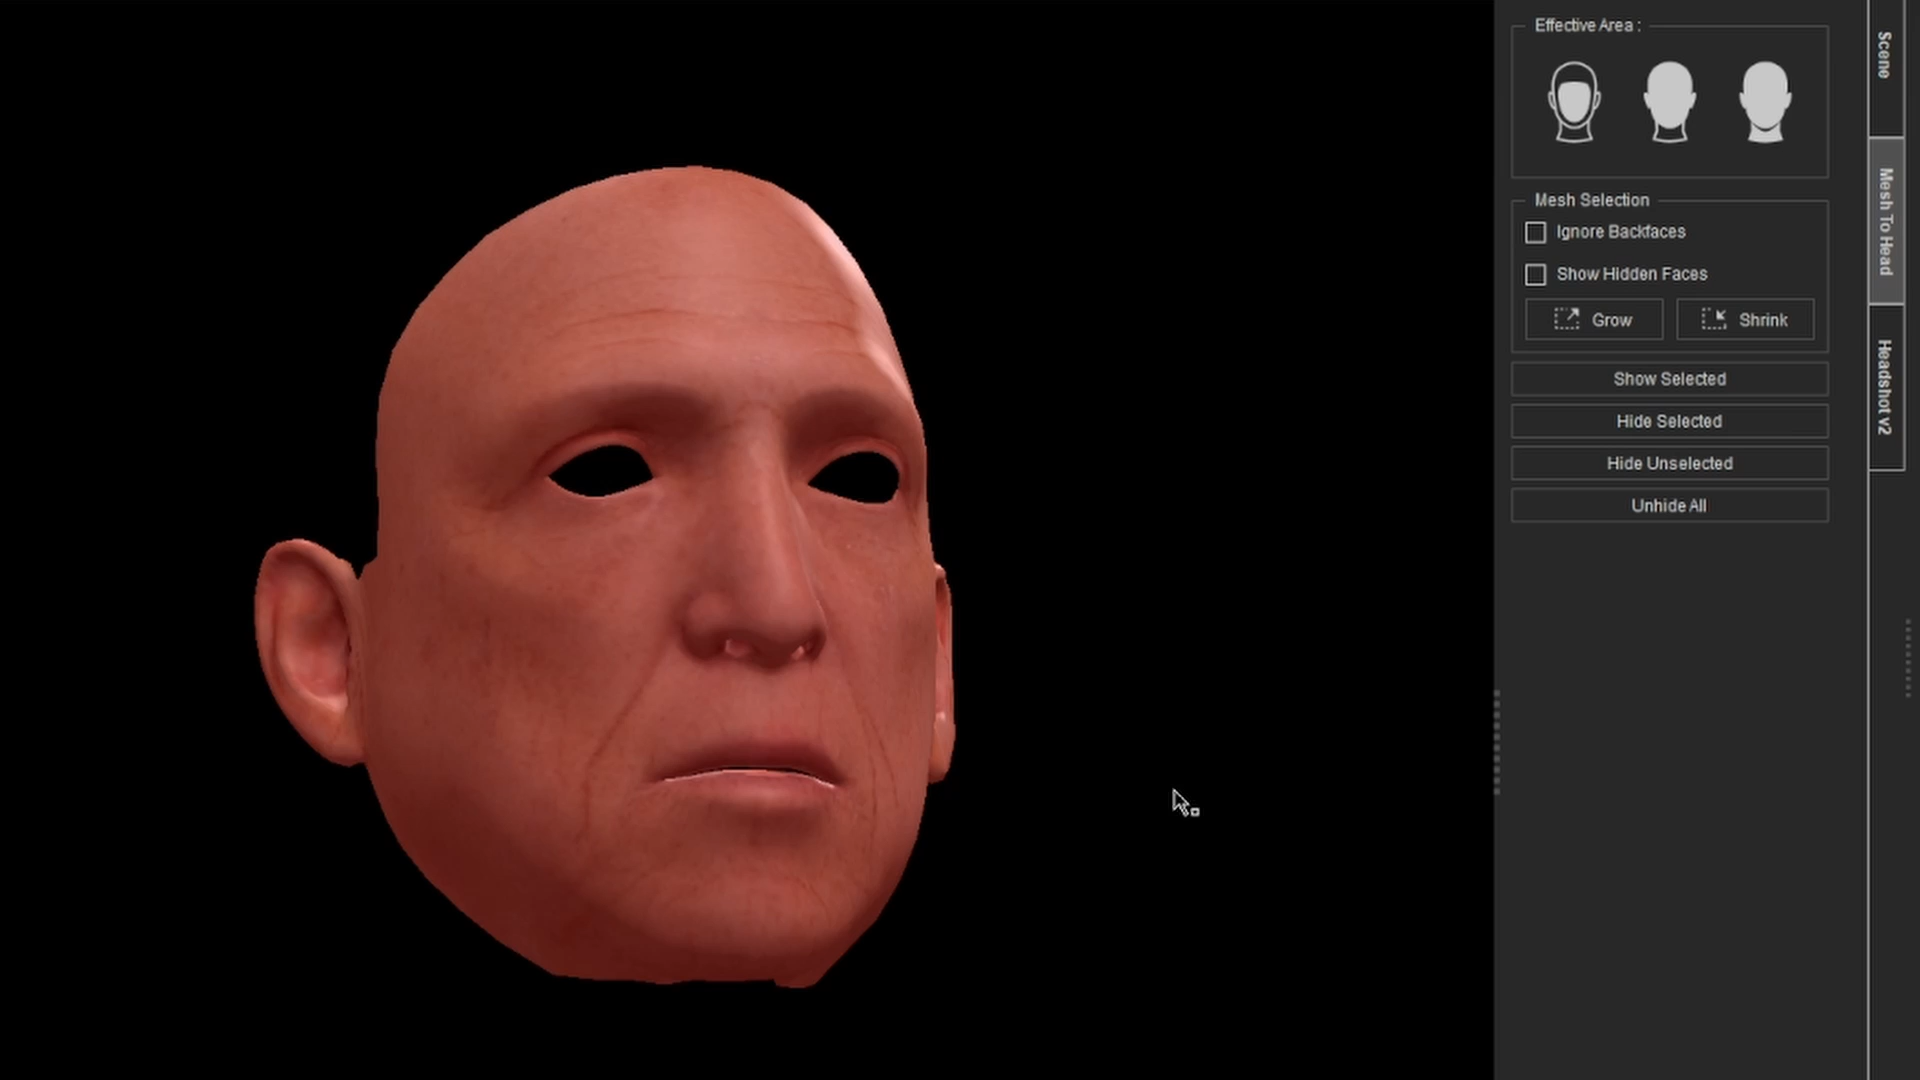 Effective Area :
Mesh Selection
Ignore Backfaces
Show Hidden Faces
Grow
Shrink
Show Selected
Hide Selected
Hide Unselected
Unhide All
Scene
Mesh To Head
Headshot v2